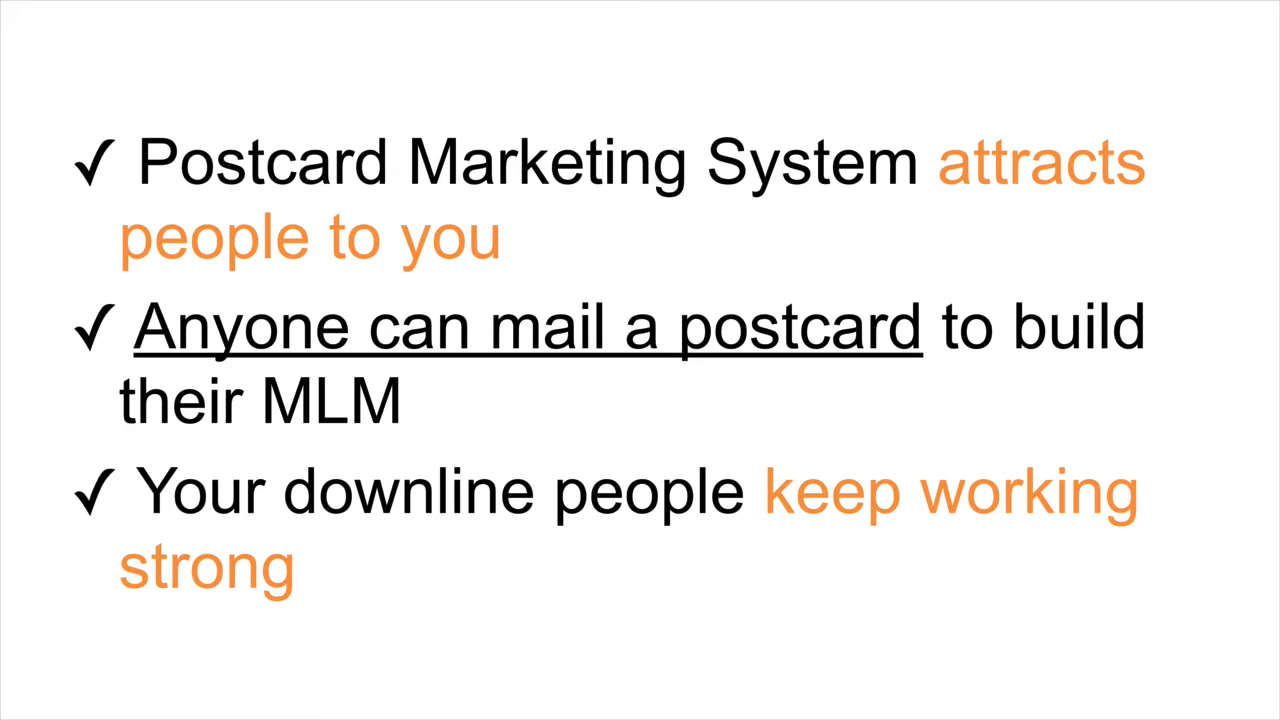 ✓ Postcard Marketing System attracts
people to you
✓ Anyone can mail a postcard to build
their MLM
✓ Your downline people keep working
strong